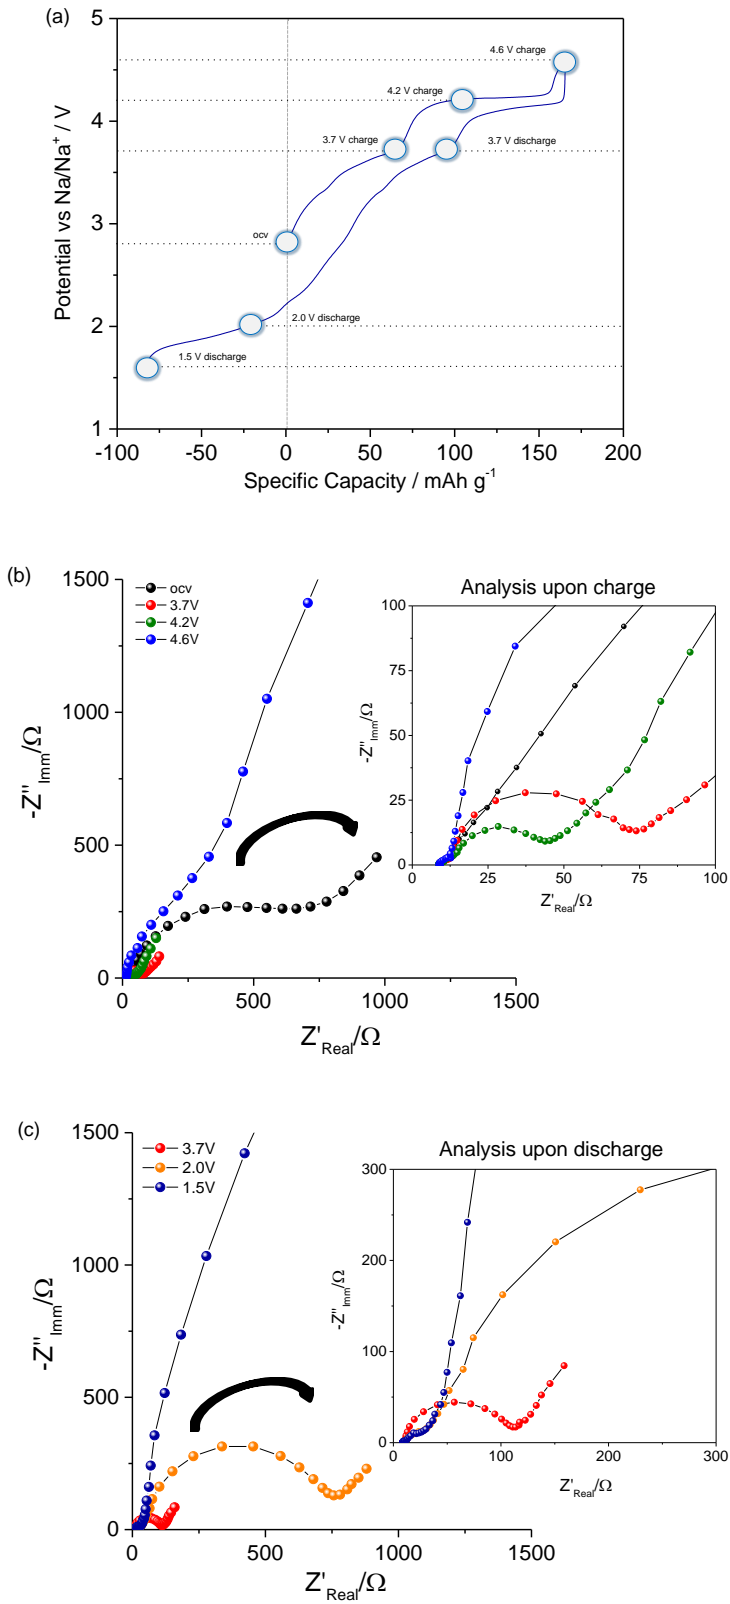 (a)
5
4
3
2
1
Potential vs Na/Na⁺ / V
4.6 V charge
4.2 V charge
3.7 V charge
3.7 V discharge
ocv
2.0 V discharge
1.5 V discharge
-100 -50 0 50 100 150 200
Specific Capacity / mAh g⁻¹
(b)
1500
1000
500
0
-Z''Imm/Ω
ocv
3.7V
4.2V
4.6V
0 500 1000 1500
Z'Real/Ω
Analysis upon charge
100
75
50
25
0
-Z''Imm/Ω
0 25 50 75 100
Z'Real/Ω
(c)
1500
1000
500
0
-Z''Imm/Ω
3.7V
2.0V
1.5V
0 500 1000 1500
Z'Real/Ω
Analysis upon discharge
300
200
100
0
-Z''Imm/Ω
0 100 200 300
Z'Real/Ω